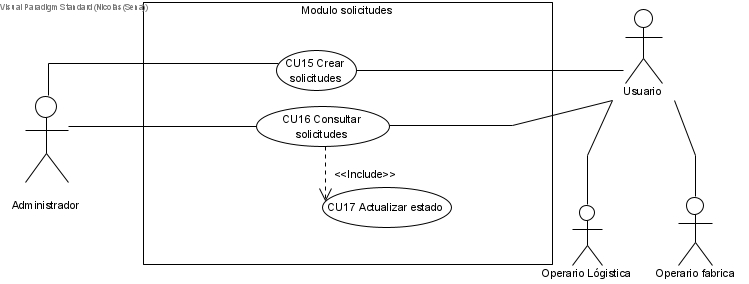 Visual Paradigm Standard (Nicolas (Sena))
Modulo solicitudes
CU15 Crear
solicitudes
Usuario
CU16 Consultar
solicitudes
<<Include>>
Administrador
CU17 Actualizar estado
Operario Lógistica
Operario fabrica